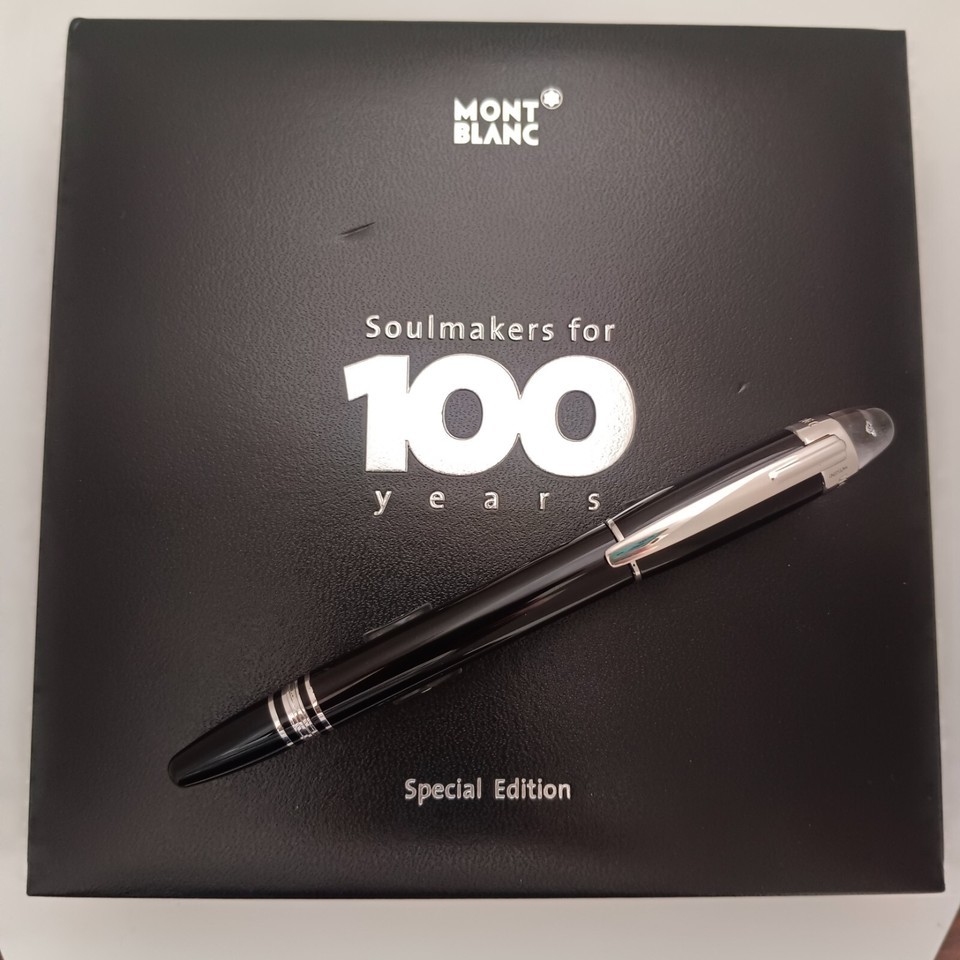 MONT
BLANC
Soulmakers for
100
years
Special Edition